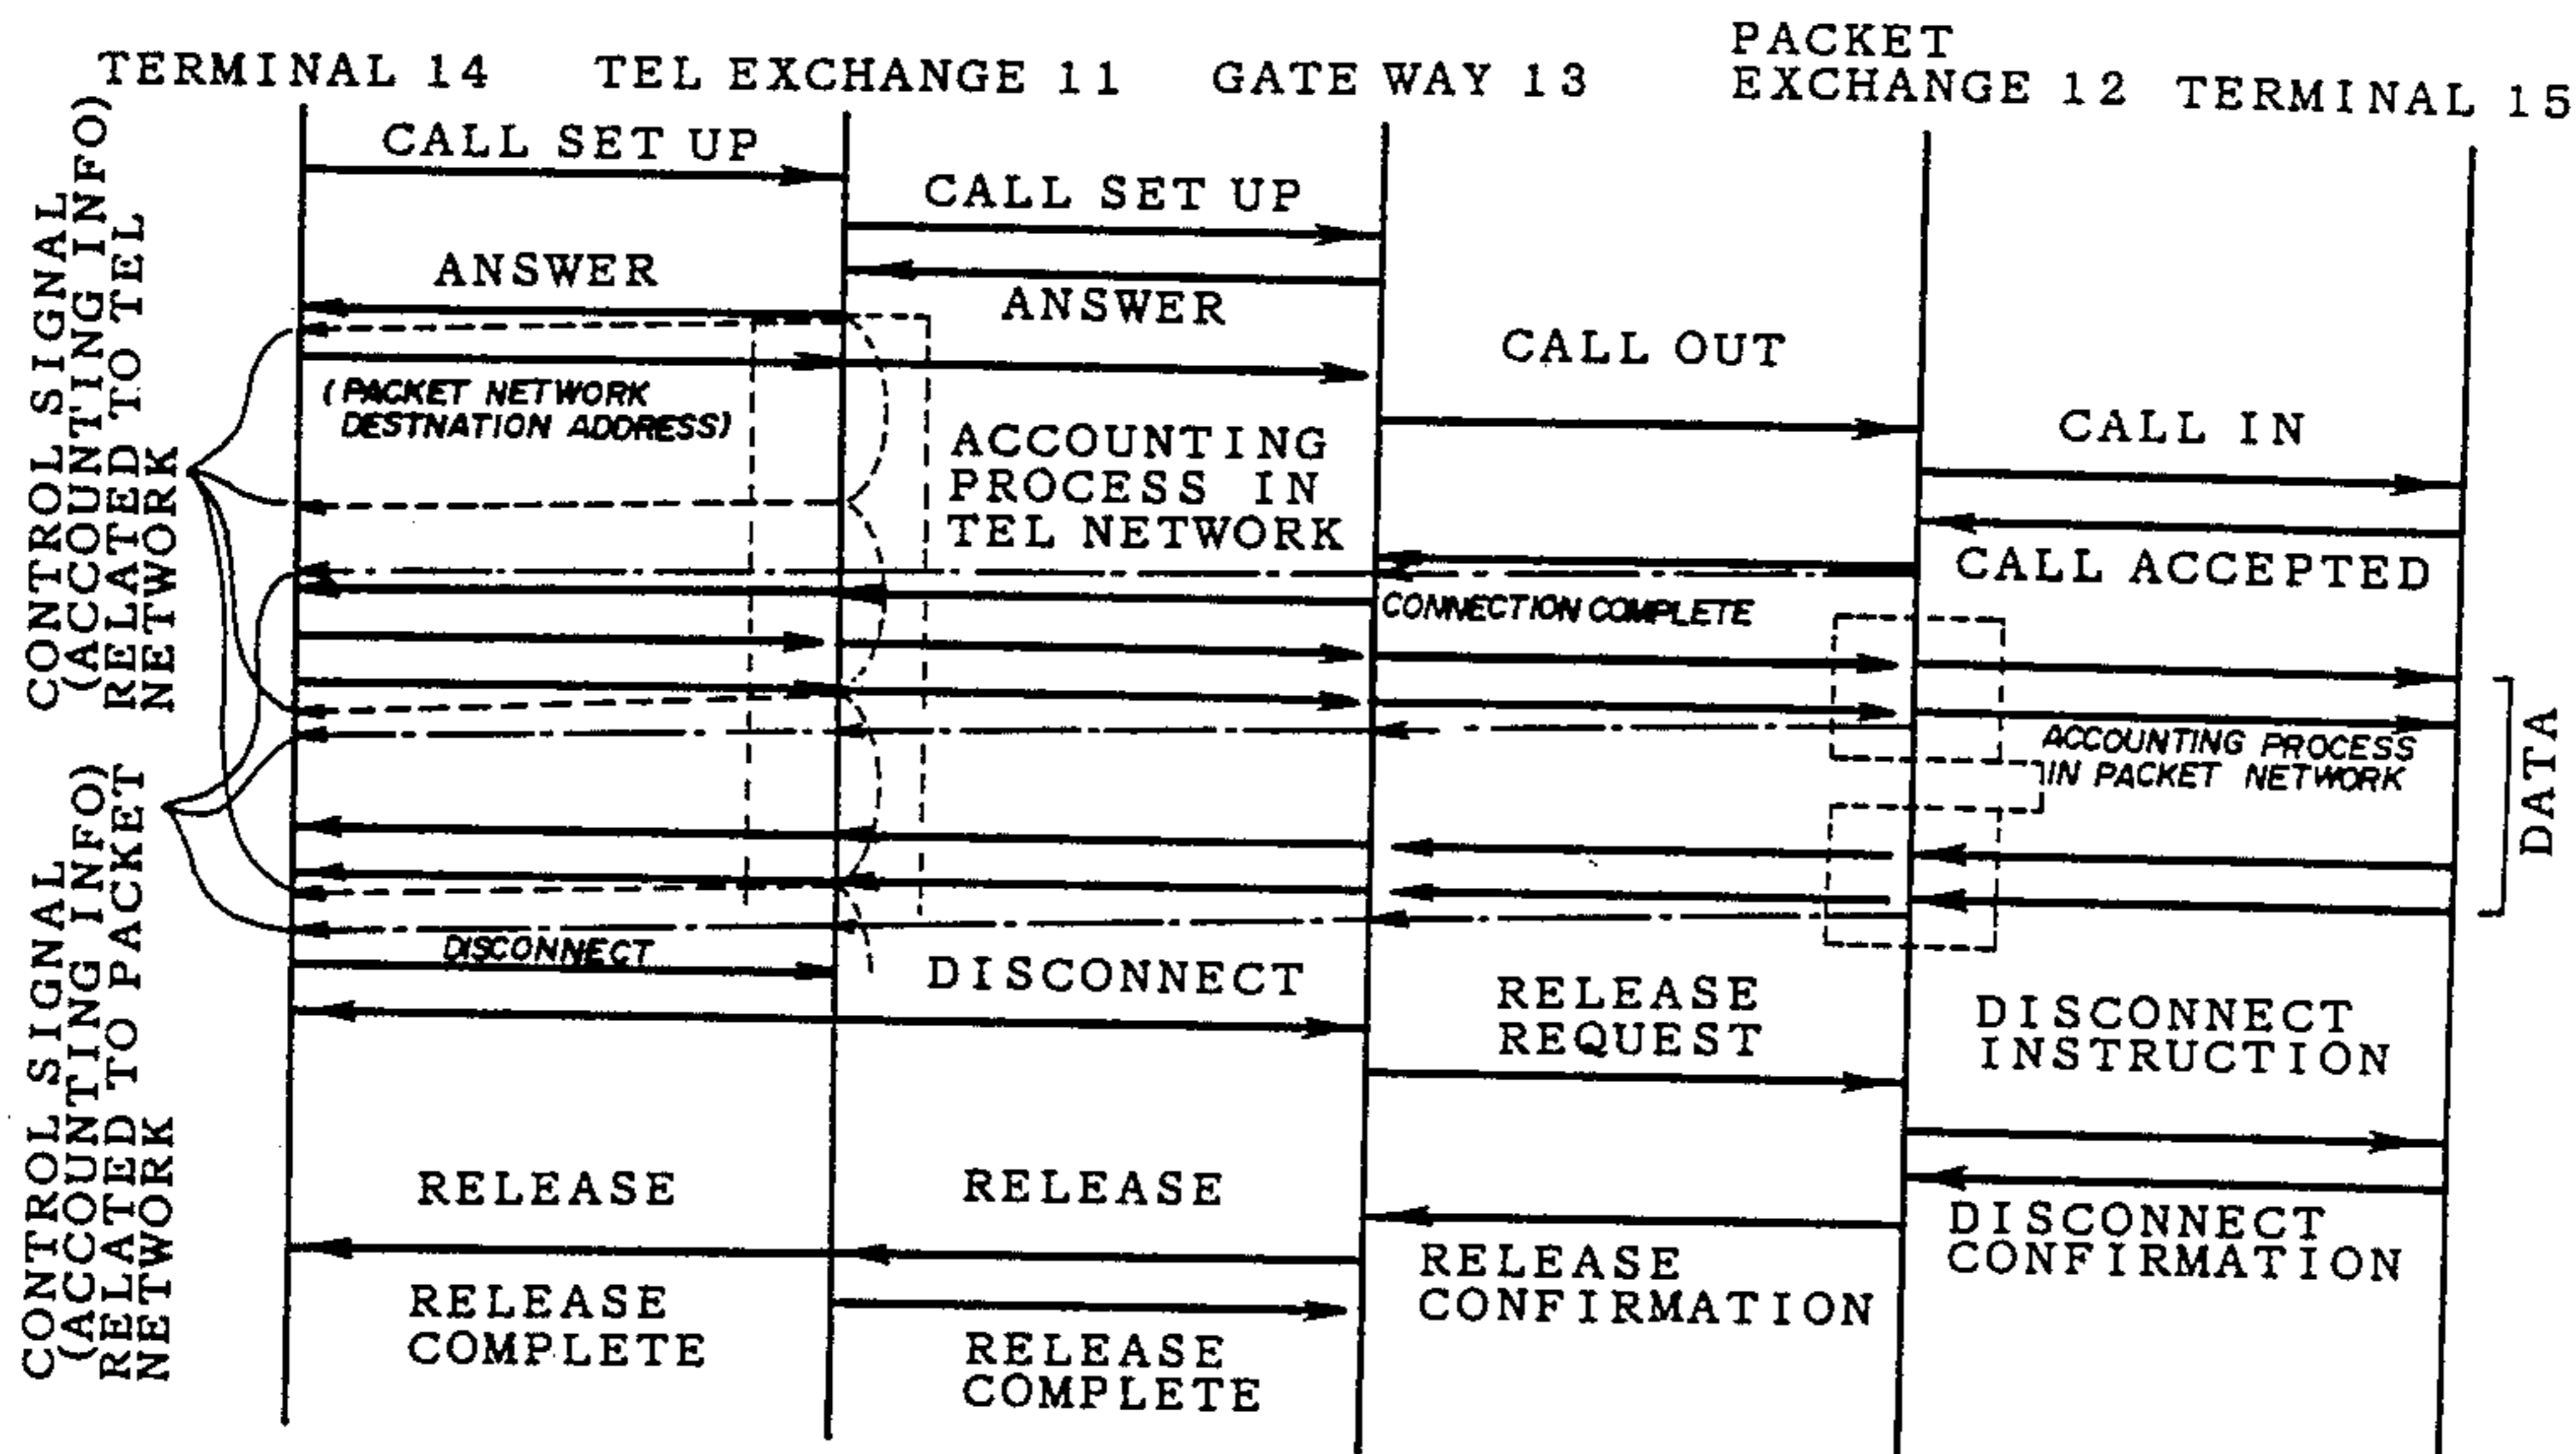 TERMINAL 14
TEL EXCHANGE 11
GATE WAY 13
PACKET
EXCHANGE 12
TERMINAL 15
CALL SET UP
CALL SET UP
ANSWER
ANSWER
(PACKET NETWORK
DESTNATION ADDRESS)
CALL OUT
CALL IN
ACCOUNTING
PROCESS IN
TEL NETWORK
CALL ACCEPTED
CONNECTION COMPLETE
ACCOUNTING PROCESS
IN PACKET NETWORK
DATA
CONTROL SIGNAL
(ACCOUNTING INFO)
RELATED TO TEL
NETWORK
CONTROL SIGNAL
(ACCOUNTING INFO)
RELATED TO PACKET
NETWORK
DISCONNECT
DISCONNECT
RELEASE
REQUEST
DISCONNECT
INSTRUCTION
RELEASE
RELEASE
DISCONNECT
CONFIRMATION
RELEASE
CONFIRMATION
RELEASE
COMPLETE
RELEASE
COMPLETE